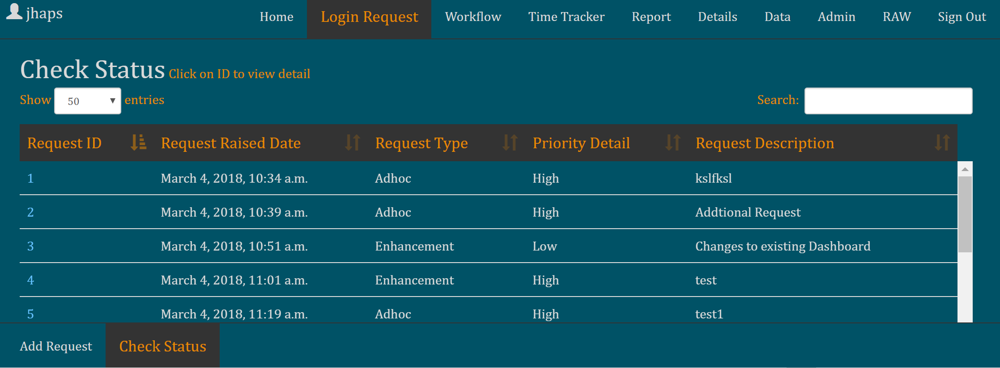 jhaps Home Login Request Workflow Time Tracker Report Details Data Admin RAW Sign Out
Check Status Click on ID to view detail
Show 50 entries Search:
Request ID Request Raised Date Request Type Priority Detail Request Description
1 March 4, 2018, 10:34 a.m. Adhoc High kslfksl
2 March 4, 2018, 10:39 a.m. Adhoc High Addtional Request
3 March 4, 2018, 10:51 a.m. Enhancement Low Changes to existing Dashboard
4 March 4, 2018, 11:01 a.m. Enhancement High test
5 March 4, 2018, 11:19 a.m. Adhoc High test1
Add Request Check Status